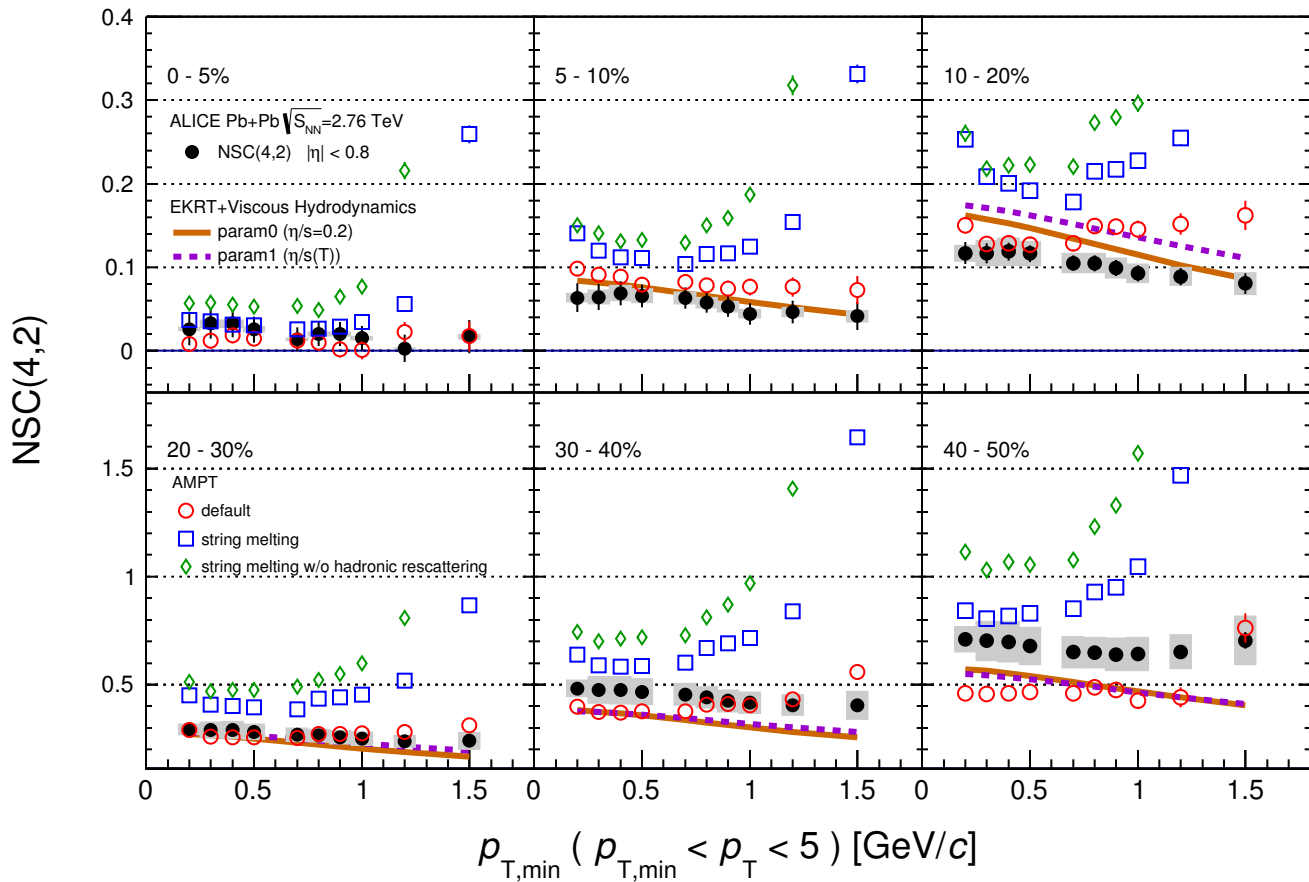 NSC(4,2)
0.4
0.3
0.2
0.1
0
0 - 5%
ALICE Pb+Pb √S_NN=2.76 TeV
NSC(4,2) |η| < 0.8
EKRT+Viscous Hydrodynamics
param0 (η/s=0.2)
param1 (η/s(T))
5 - 10%
10 - 20%
1.5
1
0.5
20 - 30%
AMPT
default
string melting
string melting w/o hadronic rescattering
30 - 40%
40 - 50%
0 0.5 1 1.5 0 0.5 1 1.5 0 0.5 1 1.5
p_T,min ( p_T,min < p_T < 5 ) [GeV/c]